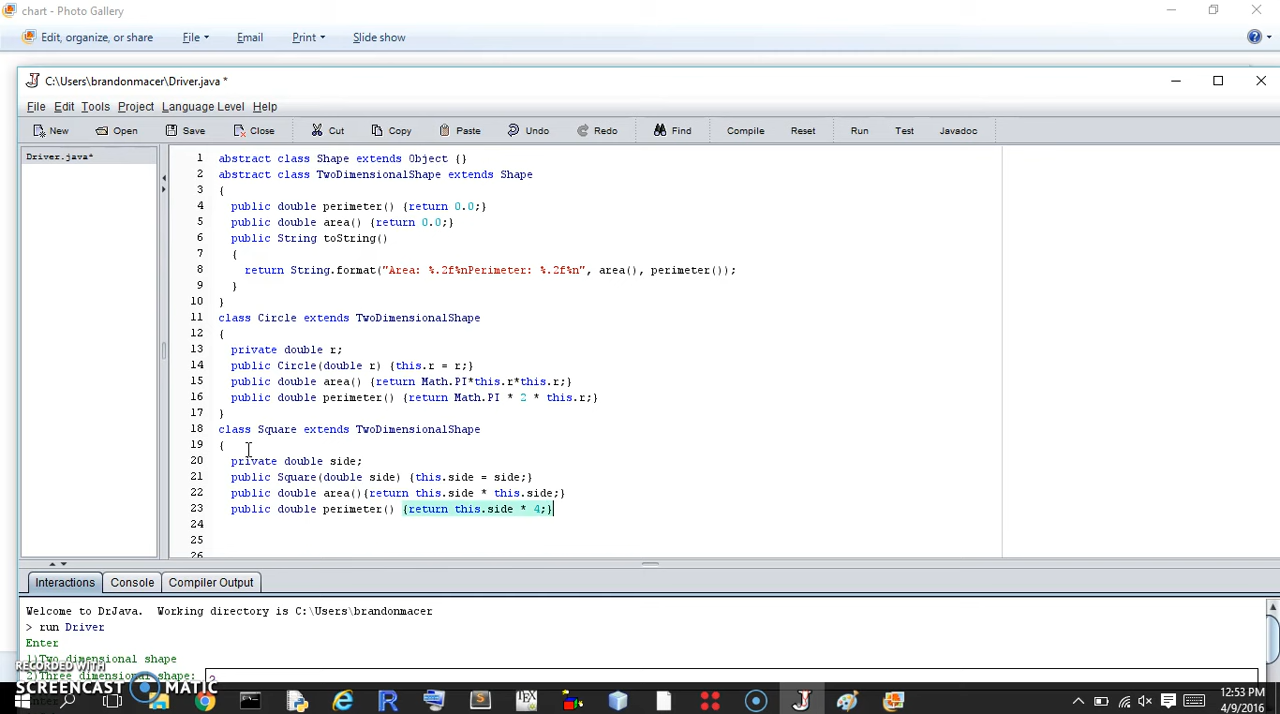 chart - Photo Gallery
Edit, organize, or share File Email Print Slide show
C:\Users\brandonmacer\Driver.java *
File Edit Tools Project Language Level Help
New Open Save Close Cut Copy Paste Undo Redo Find Compile Reset Run Test Javadoc
Driver.java*
1 abstract class Shape extends Object {}
2 abstract class TwoDimensionalShape extends Shape
3 {
4 public double perimeter() {return 0.0;}
5 public double area() {return 0.0;}
6 public String toString()
7 {
8 return String.format("Area: %.2f%nPerimeter: %.2f%n", area(), perimeter());
9 }
10 }
11 class Circle extends TwoDimensionalShape
12 {
13 private double r;
14 public Circle(double r) {this.r = r;}
15 public double area() {return Math.PI*this.r*this.r;}
16 public double perimeter() {return Math.PI * 2 * this.r;}
17 }
18 class Square extends TwoDimensionalShape
19 {
20 private double side;
21 public Square(double side) {this.side = side;}
22 public double area(){return this.side * this.side;}
23 public double perimeter() {return this.side * 4;}
24
25
26
Interactions Console Compiler Output
Welcome to DrJava. Working directory is C:\Users\brandonmacer
> run Driver
Enter
1)Two dimensional shape
2)Three dimensional shape:
RECORDED WITH
SCREENCAST MATIC
12:53 PM
4/9/2016